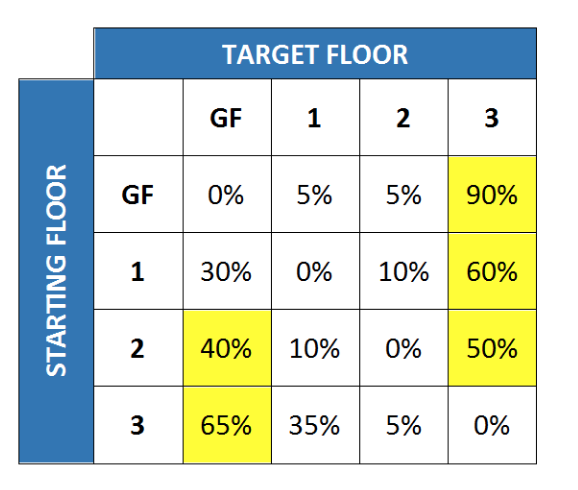 TARGET FLOOR
STARTING FLOOR
GF 1 2 3
GF 0% 5% 5% 90%
1 30% 0% 10% 60%
2 40% 10% 0% 50%
3 65% 35% 5% 0%